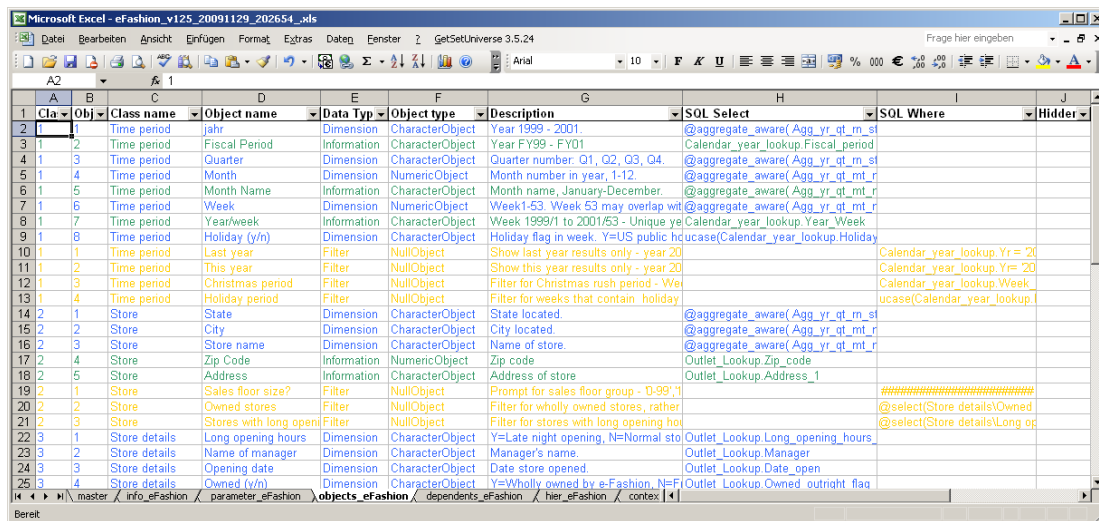 Microsoft Excel - eFashion_v125_20091129_202654_.xls
Datei Bearbeiten Ansicht Einfügen Format Extras Daten Fenster ? GetSetUniverse 3.5.24 Frage hier eingeben
Arial 10 F K U % 000 €
A2 fx 1
A B C D E F G H I J
1 Cla Obj Class name Object name Data Typ Object type Description SQL Select SQL Where Hidder
2 1 1 Time period jahr Dimension CharacterObject Year 1999 - 2001. @aggregate_aware( Agg_yr_qt_rn_st
3 1 2 Time period Fiscal Period Information CharacterObject Year FY99 - FY01 Calendar_year_lookup.Fiscal_period
4 1 3 Time period Quarter Dimension CharacterObject Quarter number: Q1, Q2, Q3, Q4. @aggregate_aware( Agg_yr_qt_rn_st
5 1 4 Time period Month Dimension NumericObject Month number in year, 1-12. @aggregate_aware( Agg_yr_qt_mt_r
6 1 5 Time period Month Name Information CharacterObject Month name, January-December. @aggregate_aware( Agg_yr_qt_mt_r
7 1 6 Time period Week Dimension NumericObject Week1-53. Week 53 may overlap wit @aggregate_aware( Agg_yr_qt_mt_r
8 1 7 Time period Year/week Information CharacterObject Week 1999/1 to 2001/53 - Unique ye Calendar_year_lookup.Year_Week
9 1 8 Time period Holiday (y/n) Dimension CharacterObject Holiday flag in week. Y=US public ho ucase(Calendar_year_lookup.Holiday
10 1 1 Time period Last year Filter NullObject Show last year results only - year 20 Calendar_year_lookup.Yr = '20
11 1 2 Time period This year Filter NullObject Show this year results only - year 20 Calendar_year_lookup.Yr= '20
12 1 3 Time period Christmas period Filter NullObject Filter for Christmas rush period - We Calendar_year_lookup.Week_
13 1 4 Time period Holiday period Filter NullObject Filter for weeks that contain holiday ucase(Calendar_year_lookup.
14 2 1 Store State Dimension CharacterObject State located. @aggregate_aware( Agg_yr_qt_rn_st
15 2 2 Store City Dimension CharacterObject City located. @aggregate_aware( Agg_yr_qt_mt_r
16 2 3 Store Store name Dimension CharacterObject Name of store. @aggregate_aware( Agg_yr_qt_mt_r
17 2 4 Store Zip Code Information NumericObject Zip code Outlet_Lookup.Zip_code
18 2 5 Store Address Information CharacterObject Address of store Outlet_Lookup.Address_1
19 2 1 Store Sales floor size? Filter NullObject Prompt for sales floor group - '0-99','1 ########################
20 2 2 Store Owned stores Filter NullObject Filter for wholly owned stores, rather @select(Store details\Owned
21 2 3 Store Stores with long openi Filter NullObject Filter for stores with long opening hou @select(Store details\Long op
22 3 1 Store details Long opening hours Dimension CharacterObject Y=Late night opening, N=Normal sto Outlet_Lookup.Long_opening_hours_
23 3 2 Store details Name of manager Dimension CharacterObject Manager's name. Outlet_Lookup.Manager
24 3 3 Store details Opening date Dimension CharacterObject Date store opened. Outlet_Lookup.Date_open
25 3 4 Store details Owned (y/n) Dimension CharacterObject Y=Wholly owned by e-Fashion, N=Fr Outlet_Lookup.Owned_outright_flag
master info_eFashion parameter_eFashion objects_eFashion dependents_eFashion hier_eFashion contex
Bereit